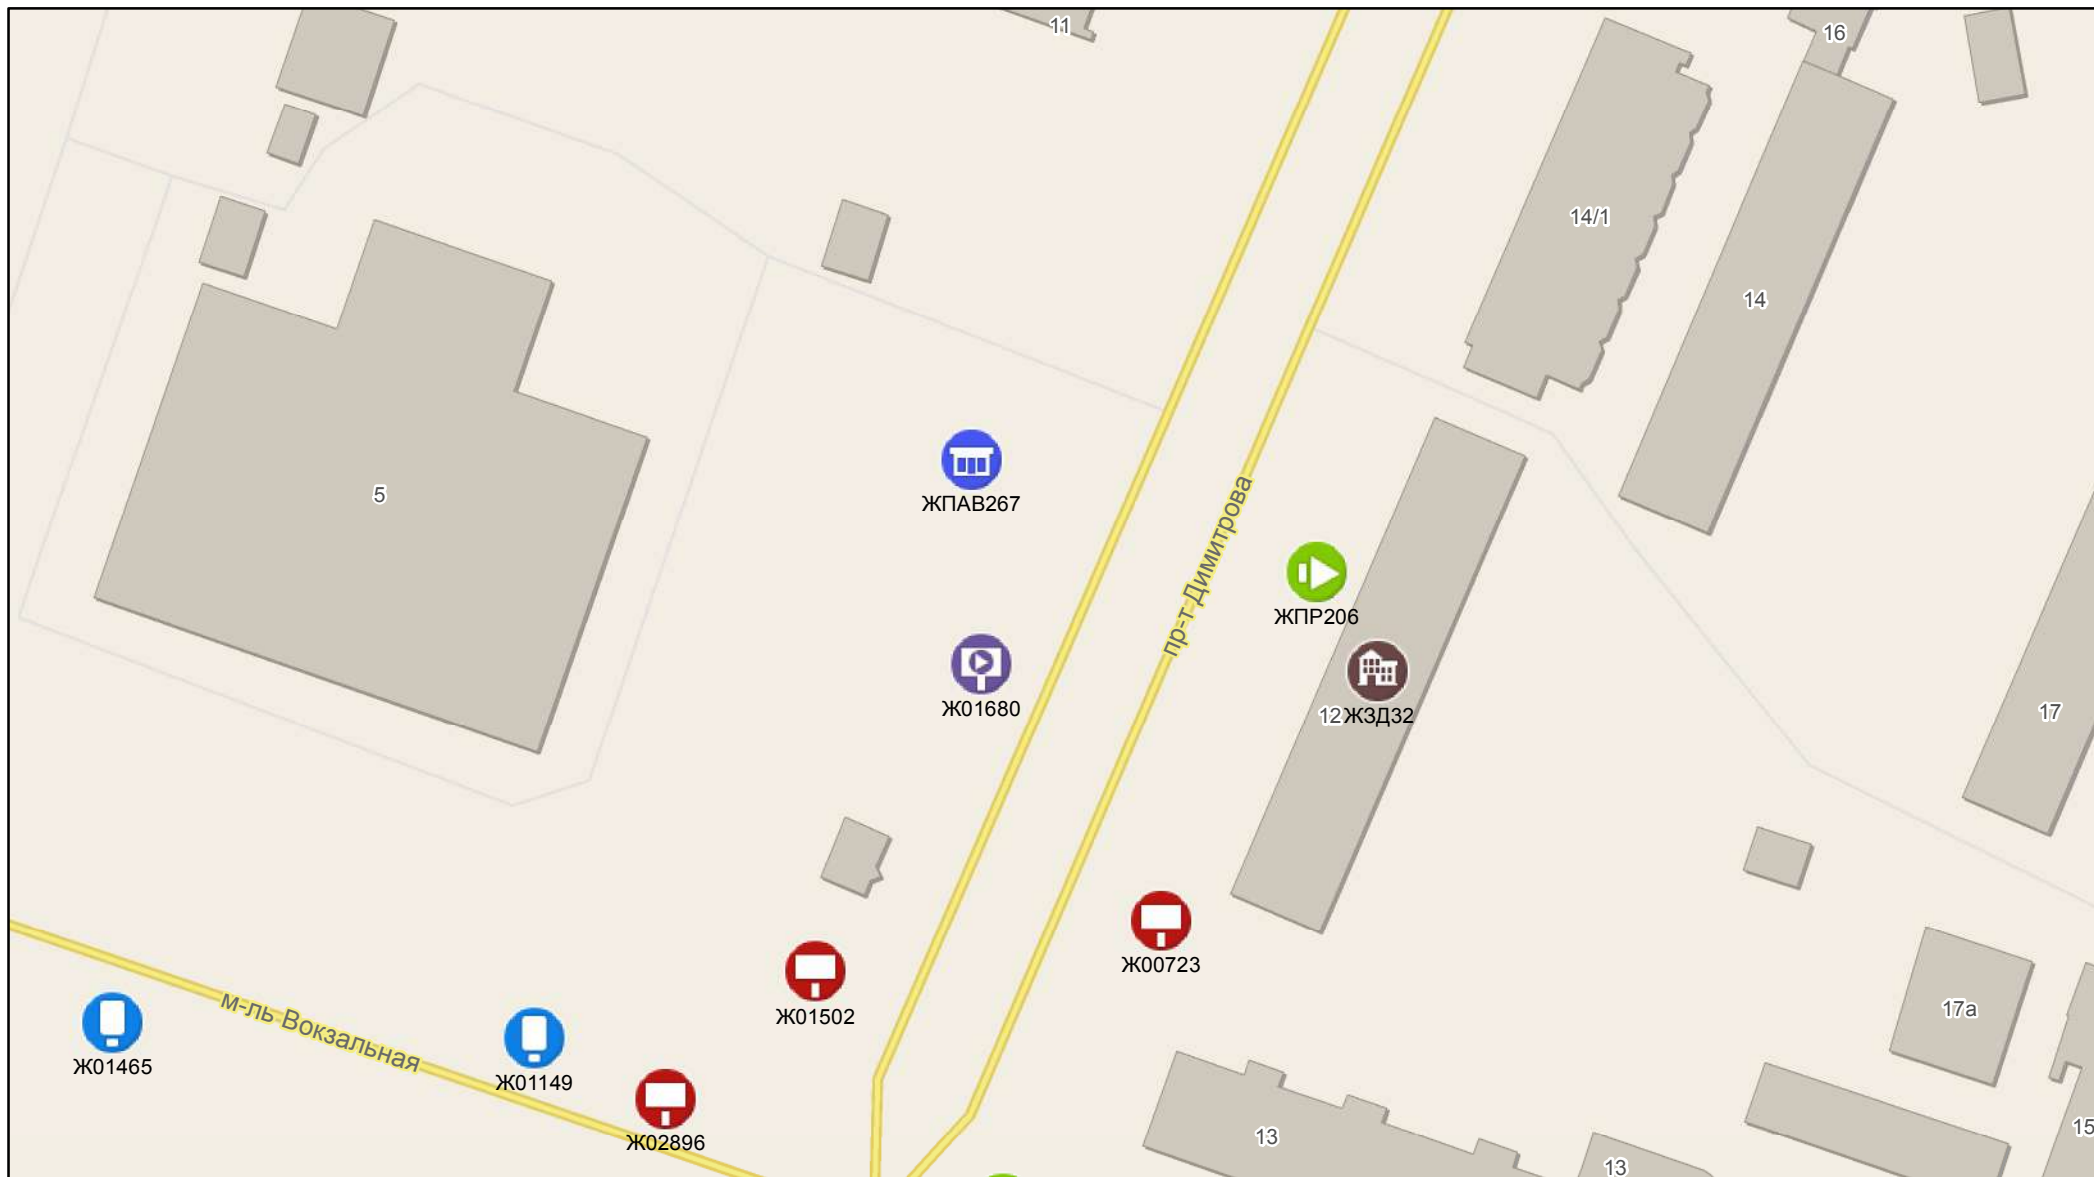 11
16
14/1
14
5
ЖПАВ267
пр-т Димитрова
ЖПР206
Ж01680
12
ЖЗД32
17
Ж00723
Ж01502
17а
м-ль Вокзальная
Ж01465
Ж01149
Ж02896
13
15
13